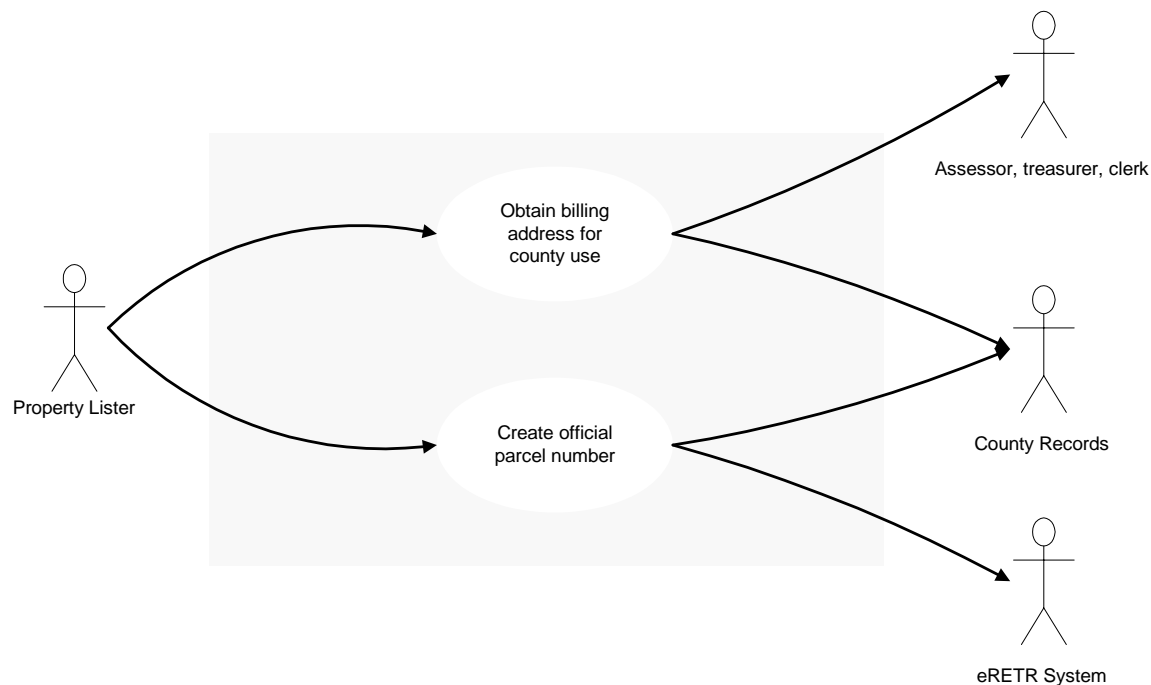 Assessor, treasurer, clerk
Obtain billing
address for
county use
Property Lister
Create official
parcel number
County Records
eRETR System